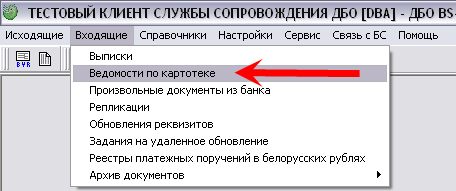 ТЕСТОВЫЙ КЛИЕНТ СЛУЖБЫ СОПРОВОЖДЕНИЯ ДБО [DBA] - ДБО BS-
Исходящие Входящие Справочники Настройки Сервис Связь с БС Помощь
BYR
Выписки
Ведомости по картотеке
Произвольные документы из банка
Репликации
Обновления реквизитов
Задания на удаленное обновление
Реестры платежных поручений в белорусских рублях
Архив документов